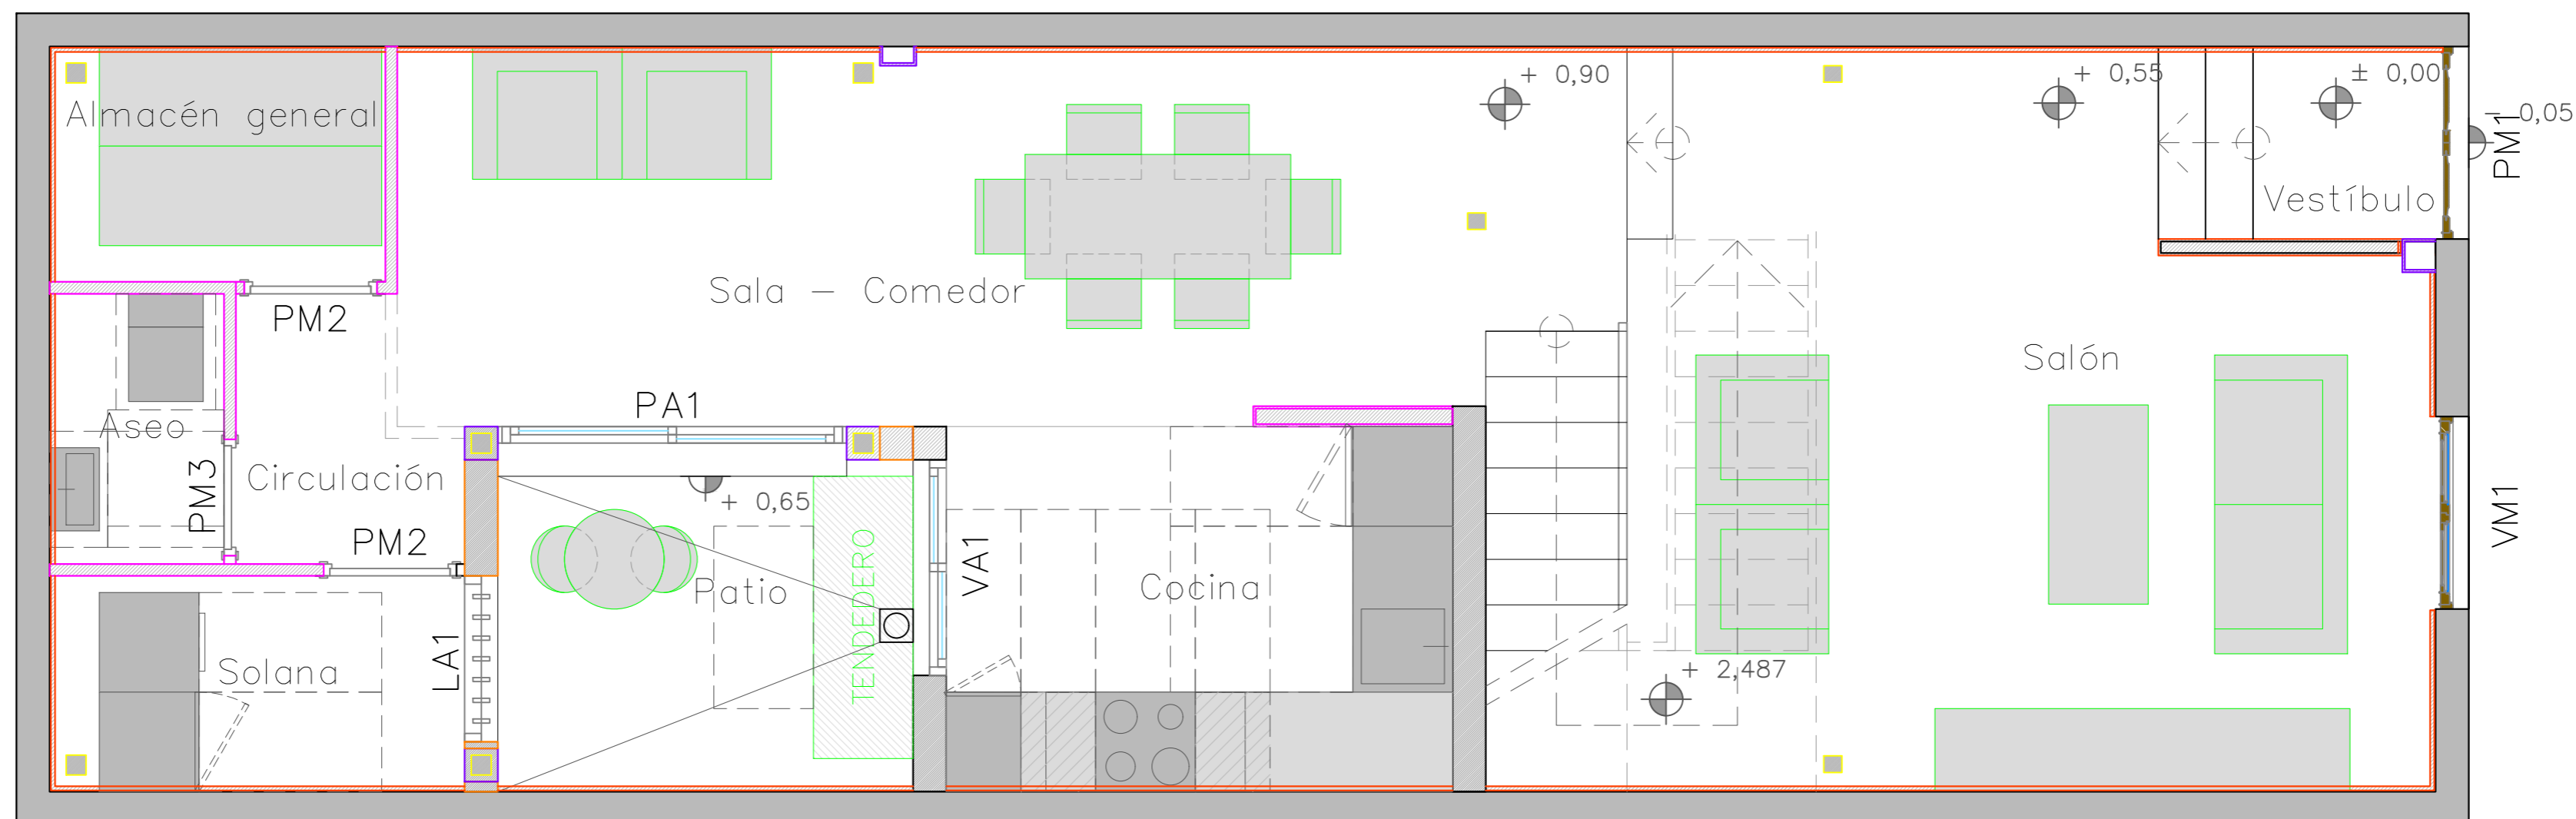 + 0,90
+ 0,55
± 0,00
- 0,05
Almacén general
PM1
Vestíbulo
Sala - Comedor
PM2
Salón
PA1
Aseo
Circulación
PM3
+ 0,65
VM1
PM2
TENDEDERO
VA1
Patio
Cocina
LA1
Solana
+ 2,487